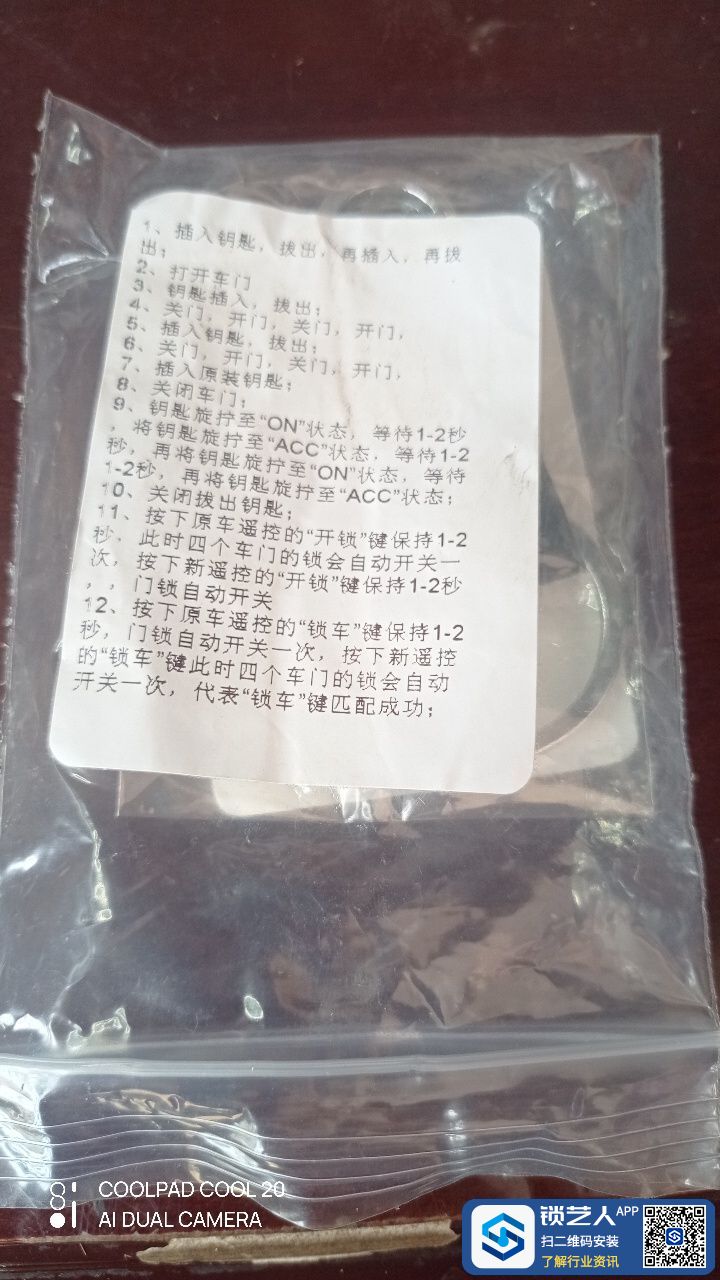 1、插入钥匙，拔出，再插入，再拔
出；
2、打开车门
3、钥匙插入，拔出；
4、关门，开门，关门，开门，
5、插入钥匙，拔出；
6、关门，开门，关门，开门，
7、插入原装钥匙；
8、关闭车门；
9、钥匙旋拧至“ON”状态，等待1-2秒
，将钥匙旋拧至“ACC”状态，等待1-2
秒，再将钥匙旋拧至“ON”状态，等待
1-2秒，再将钥匙旋拧至“ACC”状态；
10、关闭拔出钥匙；
11、按下原车遥控的“开锁”键保持1-2
秒，此时四个车门的锁会自动开关一
次，按下新遥控的“开锁”键保持1-2秒
，，门锁自动开关
12、按下原车遥控的“锁车”键保持1-2
秒，门锁自动开关一次，按下新遥控
的“锁车”键此时四个车门的锁会自动
开关一次，代表“锁车”键匹配成功；
COOLPAD COOL 20
AI DUAL CAMERA
锁艺人APP
扫二维码安装
了解行业资讯